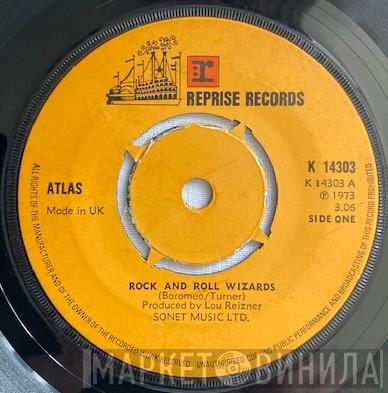 R
REPRISE RECORDS
K 14303
K 14303 A
℗ 1973
3.06
SIDE ONE
ATLAS
Made in UK
ROCK AND ROLL WIZARDS
(Boromeo/Turner)
Produced by Lou Reizner
SONET MUSIC LTD.
ALL RIGHTS OF THE MANUFACTURER AND OF THE OWNER OF THE RECORDED WORK RESERVED · UNAUTHORISED COPYING PUBLIC PERFORMANCE AND BROADCASTING OF THIS RECORD PROHIBITED
МАРКЕТ ВИНИЛА